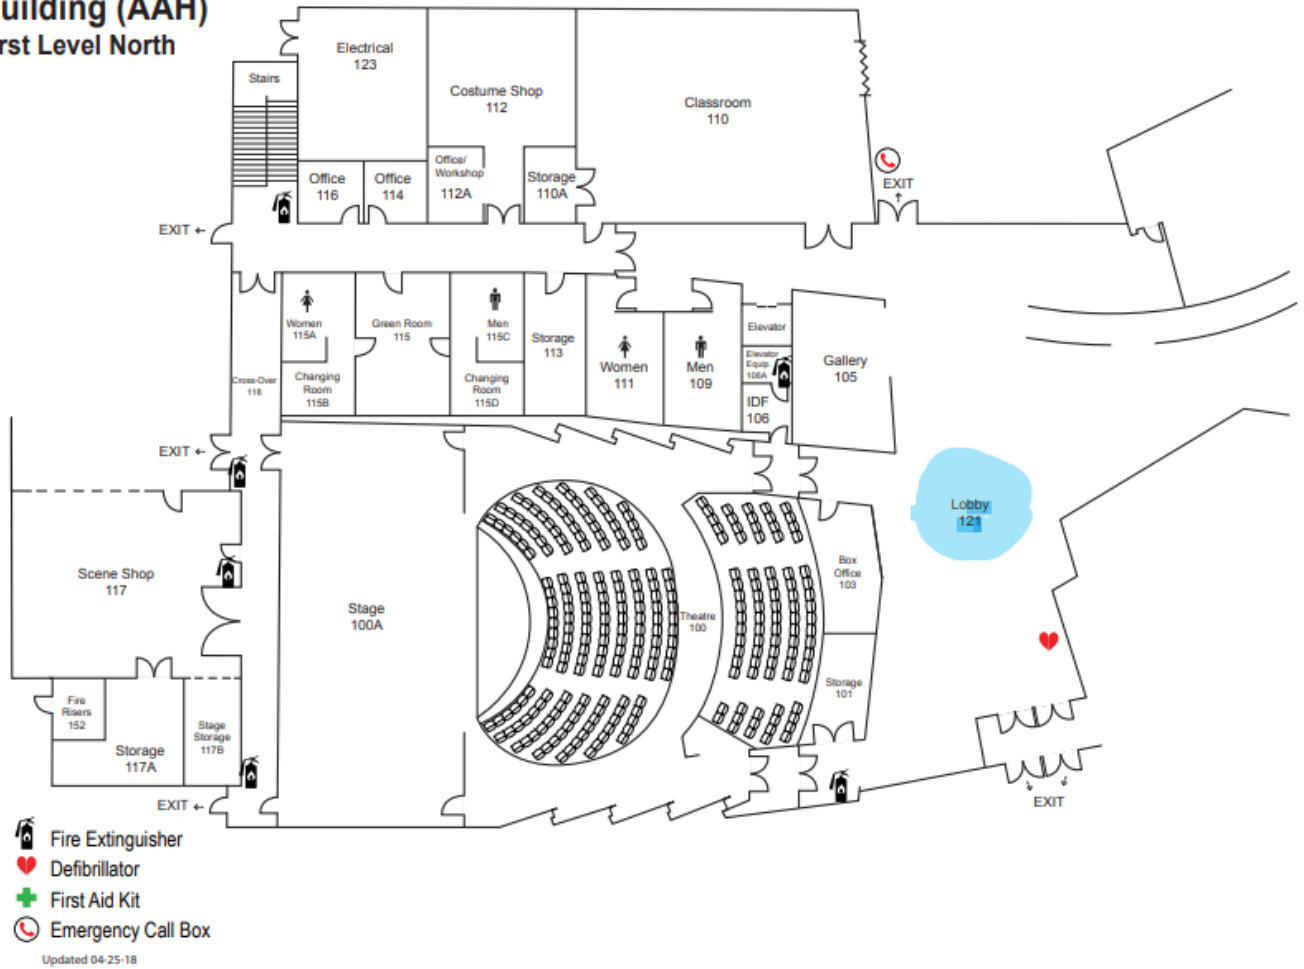 uilding (AAH)
rst Level North
Electrical
123
Stairs
Costume Shop
112
Classroom
110
Office/
Workshop
112A
Office
116
Office
114
Storage
110A
EXIT
EXIT
Women
115A
Green Room
115
Men
115C
Storage
113
Elevator
Elevator
Equip.
106A
Women
111
Men
109
Gallery
105
Cross-Over
118
Changing
Room
115B
Changing
Room
115D
IDF
106
EXIT
Lobby
121
Scene Shop
117
Stage
100A
Theatre
100
Box
Office
103
Storage
101
Fire
Risers
152
Storage
117A
Stage
Storage
117B
EXIT
EXIT
Fire Extinguisher
Defibrillator
First Aid Kit
Emergency Call Box
Updated 04-25-18